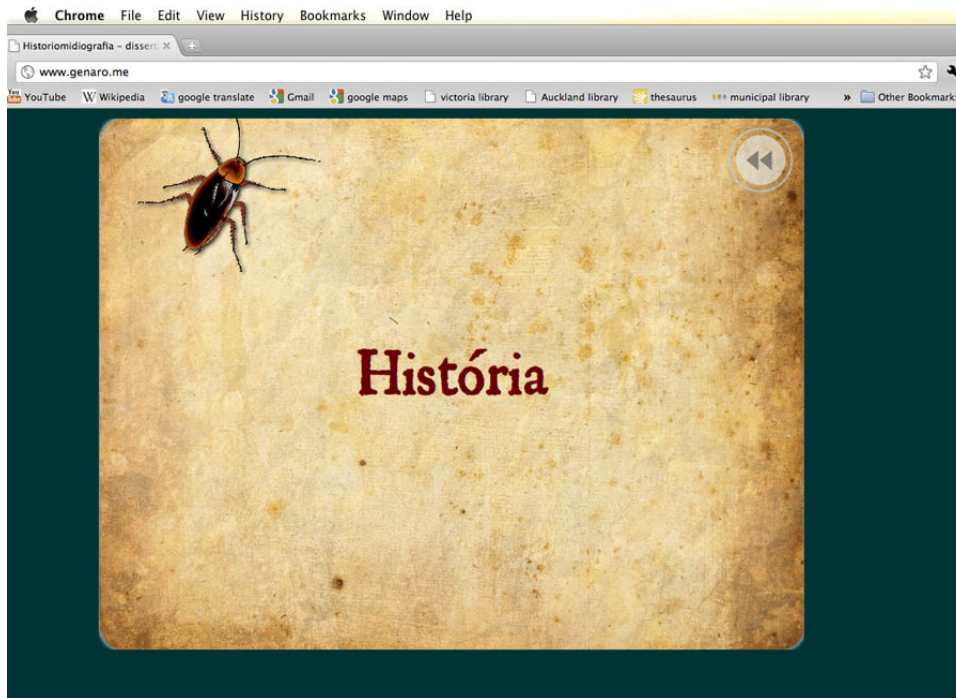 Chrome File Edit View History Bookmarks Window Help
Historiomidiografia – dissert
www.genaro.me
YouTube Wikipedia google translate Gmail google maps victoria library Auckland library thesaurus municipal library » Other Bookmarks
História